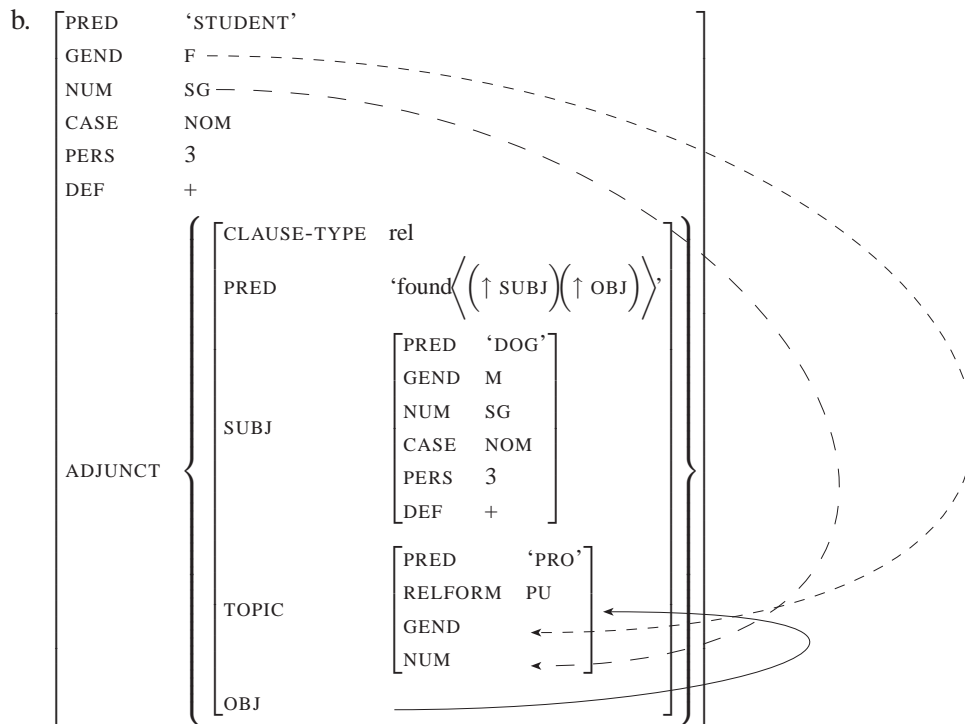 b.
PRED ‘STUDENT’
GEND F
NUM SG
CASE NOM
PERS 3
DEF +
CLAUSE-TYPE rel
PRED ‘found⟨(↑ SUBJ)(↑ OBJ)⟩’
PRED ‘DOG’
GEND M
NUM SG
SUBJ
CASE NOM
PERS 3
ADJUNCT
DEF +
PRED ‘PRO’
RELFORM PU
TOPIC
GEND
NUM
OBJ